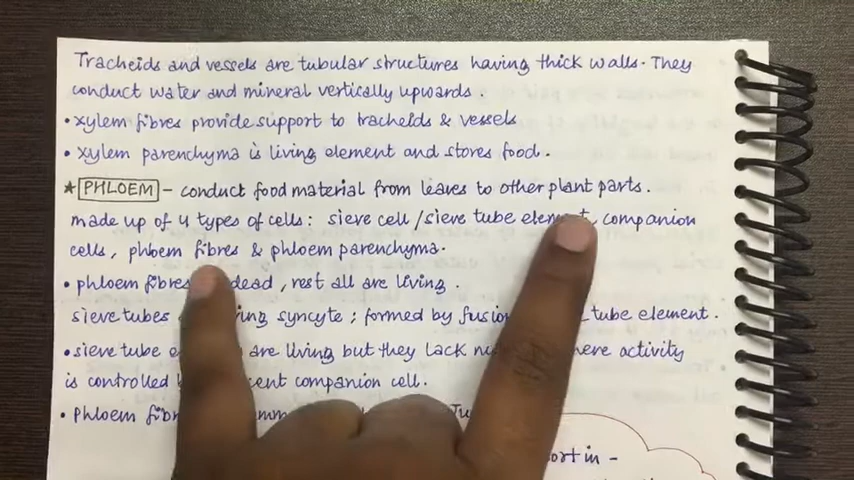 Tracheids and vessels are tubular structures having thick walls. They
conduct water and mineral vertically upwards
• xylem fibres provide support to tracheids & vessels
• xylem parenchyma is living element and stores food.
★ PHLOEM - conduct food material from leaves to other plant parts.
made up of 4 types of cells: sieve cell/sieve tube element, companion
cells, phloem fibres & phloem parenchyma.
• phloem fibres dead, rest all are living.
sieve tubes syncyte; formed by tube element.
• sieve tube are living but they lack activity
is controlled companion cell.
• Phloem
in -